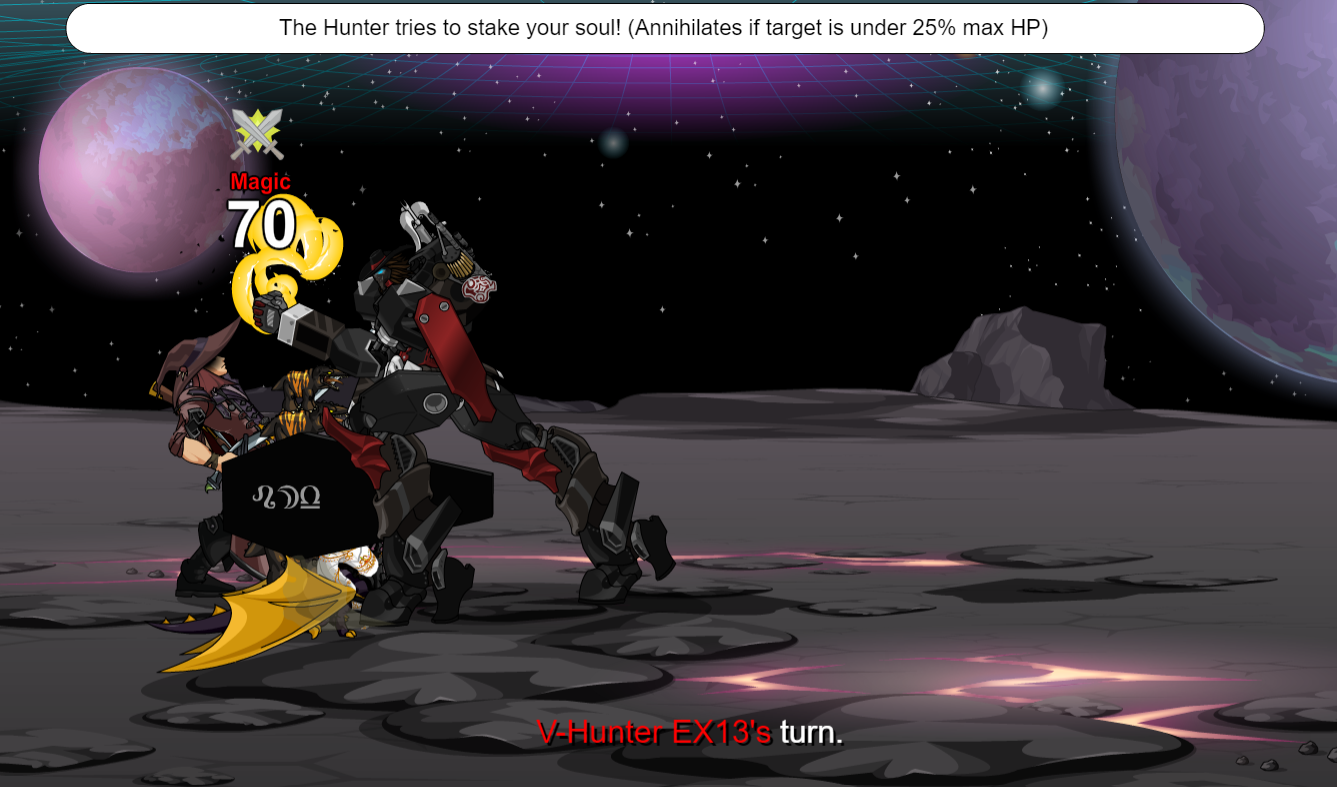 The Hunter tries to stake your soul! (Annihilates if target is under 25% max HP)
Magic
70
♌☽♎
V-Hunter EX13's turn.